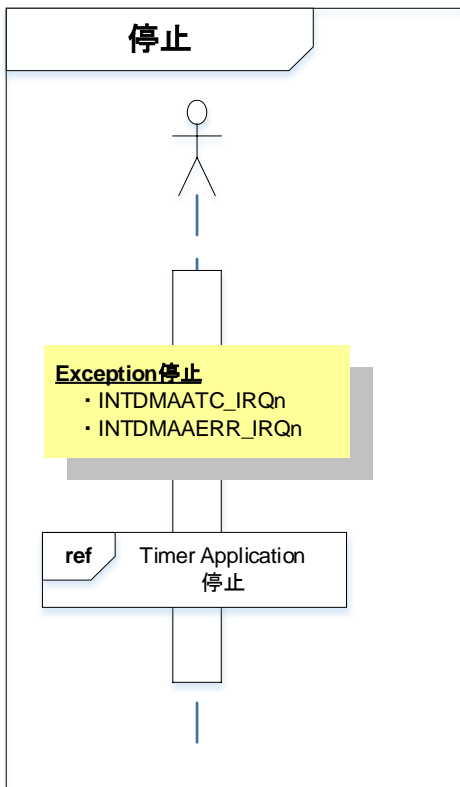 停止
Exception停止
・INTDMAATC_IRQn
・INTDMAAERR_IRQn
ref
Timer Application
停止